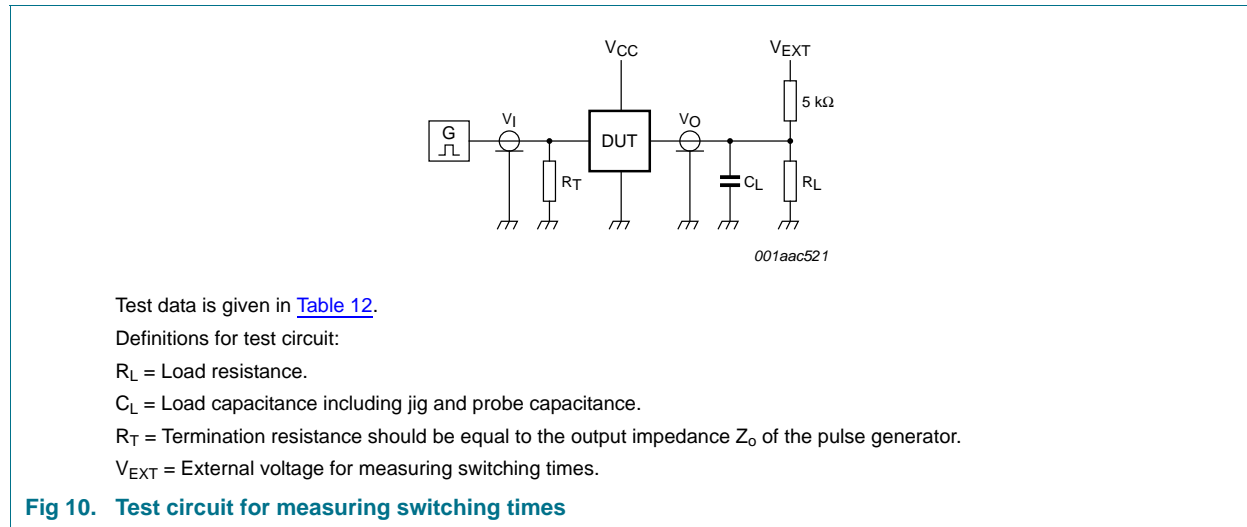 VCC VEXT
5 kΩ
G VI DUT VO
RT CL RL
001aac521
Test data is given in Table 12.
Definitions for test circuit:
RL = Load resistance.
CL = Load capacitance including jig and probe capacitance.
RT = Termination resistance should be equal to the output impedance Zo of the pulse generator.
VEXT = External voltage for measuring switching times.
Fig 10. Test circuit for measuring switching times